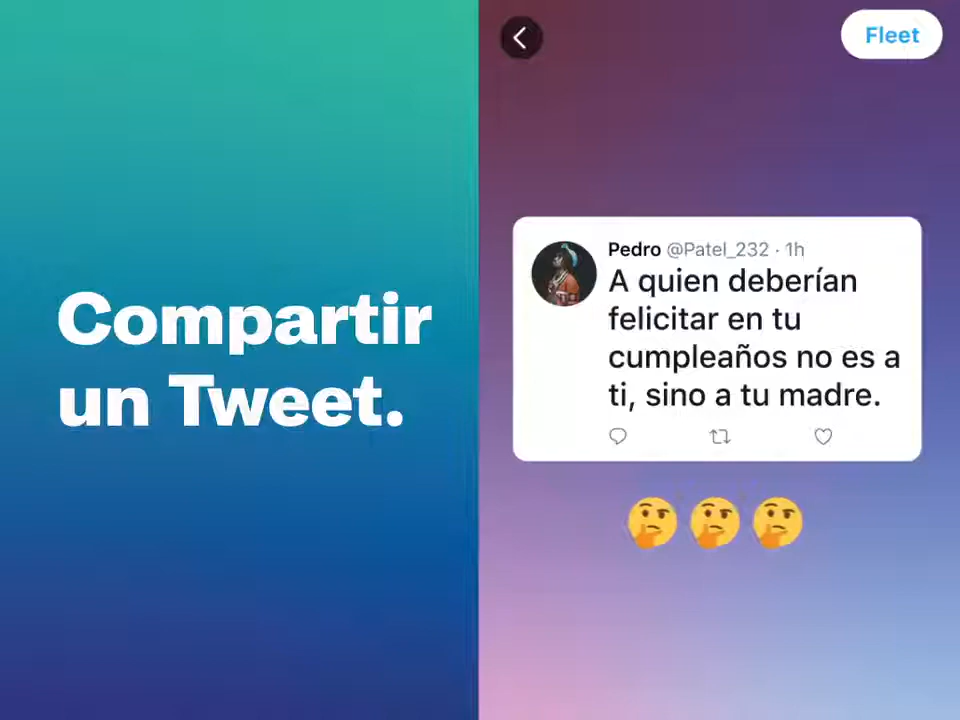 Compartir
un Tweet.
Fleet
Pedro @Patel_232 · 1h
A quien deberían
felicitar en tu
cumpleaños no es a
ti, sino a tu madre.